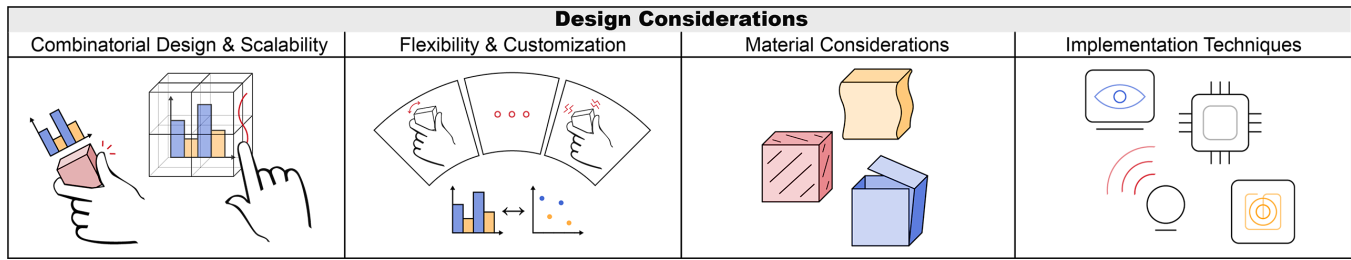 Design Considerations
Combinatorial Design & Scalability
Flexibility & Customization
Material Considerations
Implementation Techniques